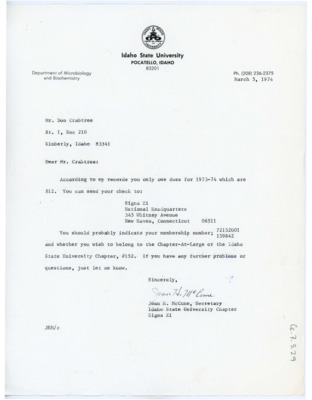 Idaho State University
POCATELLO, IDAHO
83201
Department of Microbiology
and Biochemistry
Ph. (208) 236-2375
March 5, 1974
Mr. Don Crabtree
Rt. I, Box 210
Kimberly, Idaho 83341
Dear Mr. Crabtree:
According to my records you only owe dues for 1973-74 which are
$12. You can send your check to:
Sigma Xi
National Headquarters
345 Whitney Avenue
New Haven, Connecticut 06511
You should probably indicate your membership number; 72152601
139842
and whether you wish to belong to the Chapter-At-Large or the Idaho
State University Chapter, #152. If you have any further problems or
questions, just let me know.
Sincerely,
Jean H. McCune
Jean H. McCune, Secretary
Idaho State University Chapter
Sigma Xi